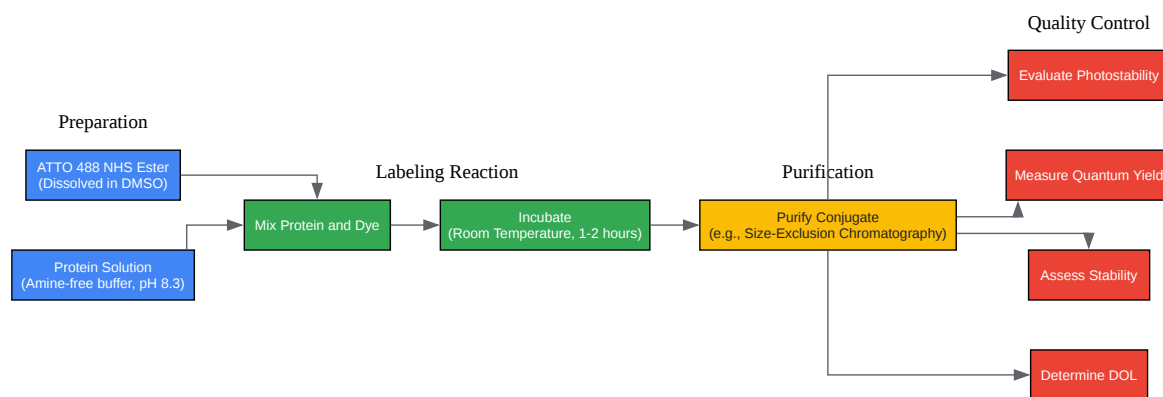 Quality Control
Evaluate Photostability
Preparation
ATTO 488 NHS Ester
(Dissolved in DMSO)
Labeling Reaction
Purification
Measure Quantum Yield
Mix Protein and Dye
Incubate
(Room Temperature, 1-2 hours)
Purify Conjugate
(e.g., Size-Exclusion Chromatography)
Protein Solution
(Amine-free buffer, pH 8.3)
Assess Stability
Determine DOL